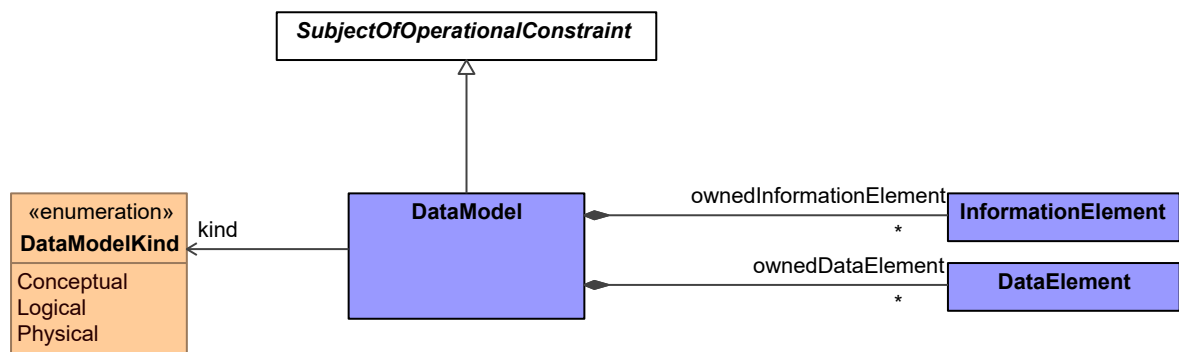 SubjectOfOperationalConstraint
«enumeration»
DataModelKind
Conceptual
Logical
Physical
kind
DataModel
ownedInformationElement
*
InformationElement
ownedDataElement
*
DataElement